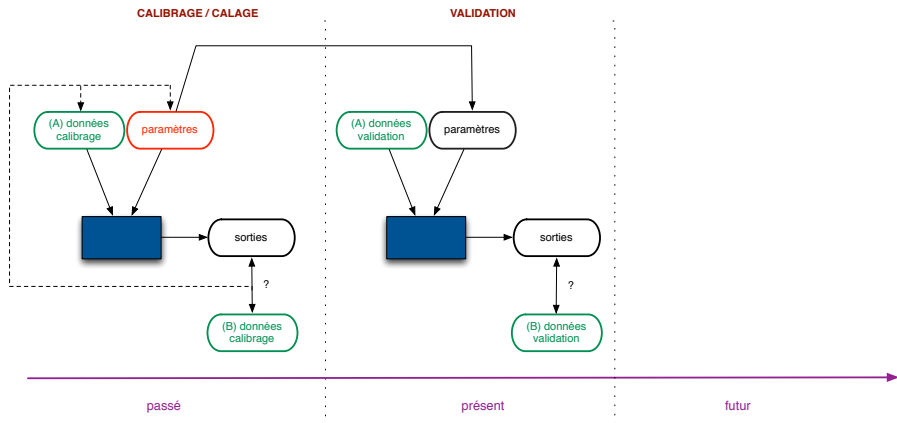 CALIBRAGE / CALAGE
VALIDATION
(A) données
calibrage
paramètres
(A) données
validation
paramètres
sorties
sorties
?
?
(B) données
calibrage
(B) données
validation
passé
présent
futur